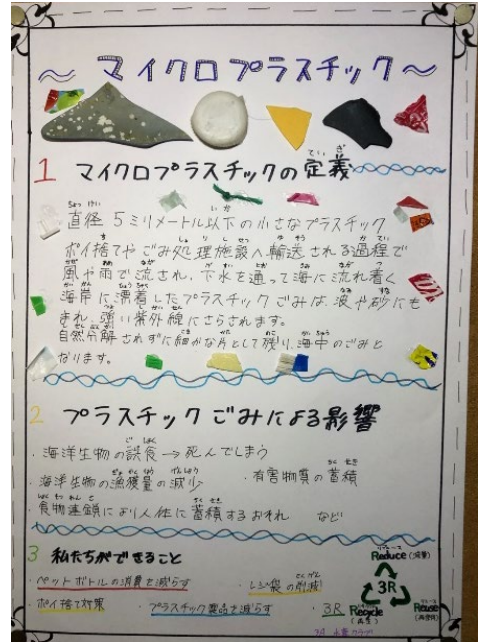 ～ マイクロプラスチック～
1 マイクロプラスチックの定義
直径 5ミリメートル以下の小さなプラスチック
ポイ捨てやごみ処理施設へ輸送される過程で
風や雨で流され、下水を通って海に流れ着く
海岸に漂着したプラスチックごみは、波や砂にも
まれ、強い紫外線にさらされます。
自然分解されずに細かな片として残り、海中のごみと
なります。
2 プラスチックごみによる影響
・海洋生物の誤食→死んでしまう
・海洋生物の漁獲量の減少 ・有害物質の蓄積
・食物連鎖により人体に蓄積するおそれ など
3 私たちができること
・ペットボトルの消費を減らす ・レジ袋の削減
・ポイ捨て対策 ・プラスチック製品を減らす ・3R
Reduce(減量)
3R
Recycle(再生)
Reuse(再使用)